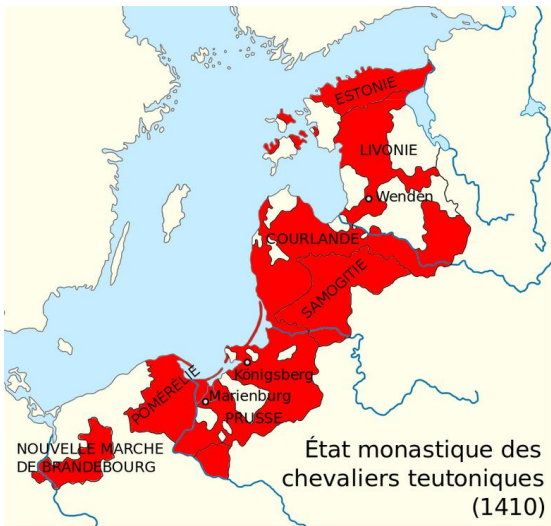 ESTONIE
LIVONIE
Wenden
COURLANDE
SAMOGITIE
Königsberg
POMÉRÉLIE
Marienburg
PRUSSE
NOUVELLE MARCHE
DE BRANDEBOURG
État monastique des
chevaliers teutoniques
(1410)